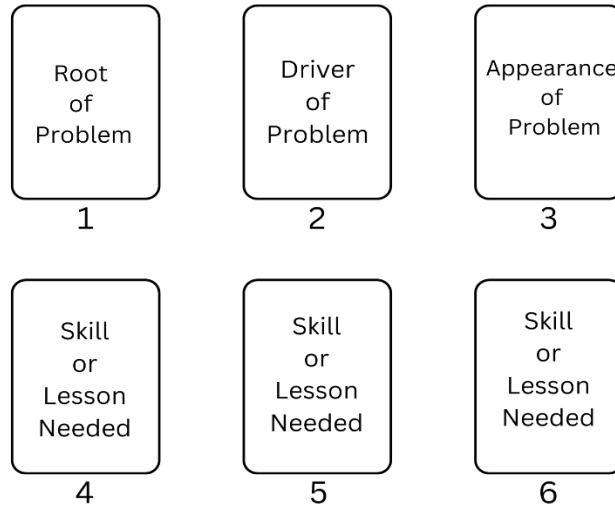 Root
of
Problem
1
Driver
of
Problem
2
Appearance
of
Problem
3
Skill
or
Lesson
Needed
4
Skill
or
Lesson
Needed
5
Skill
or
Lesson
Needed
6